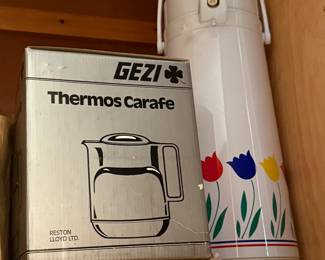 GEZI
Thermos Carafe
RESTON
LLOYD LTD.